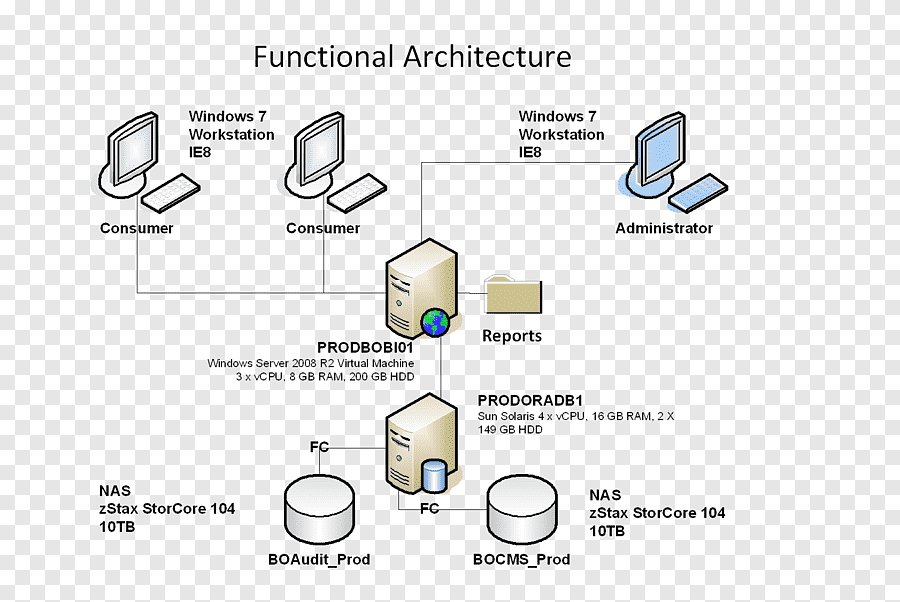 Functional Architecture
Windows 7
Workstation
IE8
Windows 7
Workstation
IE8
Consumer
Consumer
Administrator
Reports
PRODBOBI01
Windows Server 2008 R2 Virtual Machine
3 x vCPU, 8 GB RAM, 200 GB HDD
PRODORADB1
Sun Solaris 4 x vCPU, 16 GB RAM, 2 X
149 GB HDD
FC
NAS
zStax StorCore 104
10TB
FC
NAS
zStax StorCore 104
10TB
BOAudit_Prod
BOCMS_Prod